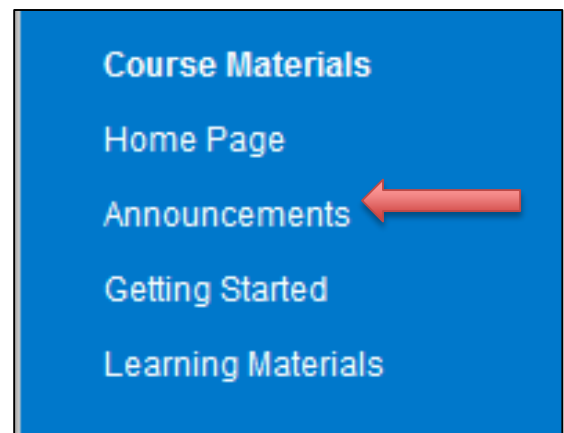 Course Materials
Home Page
Announcements
Getting Started
Learning Materials